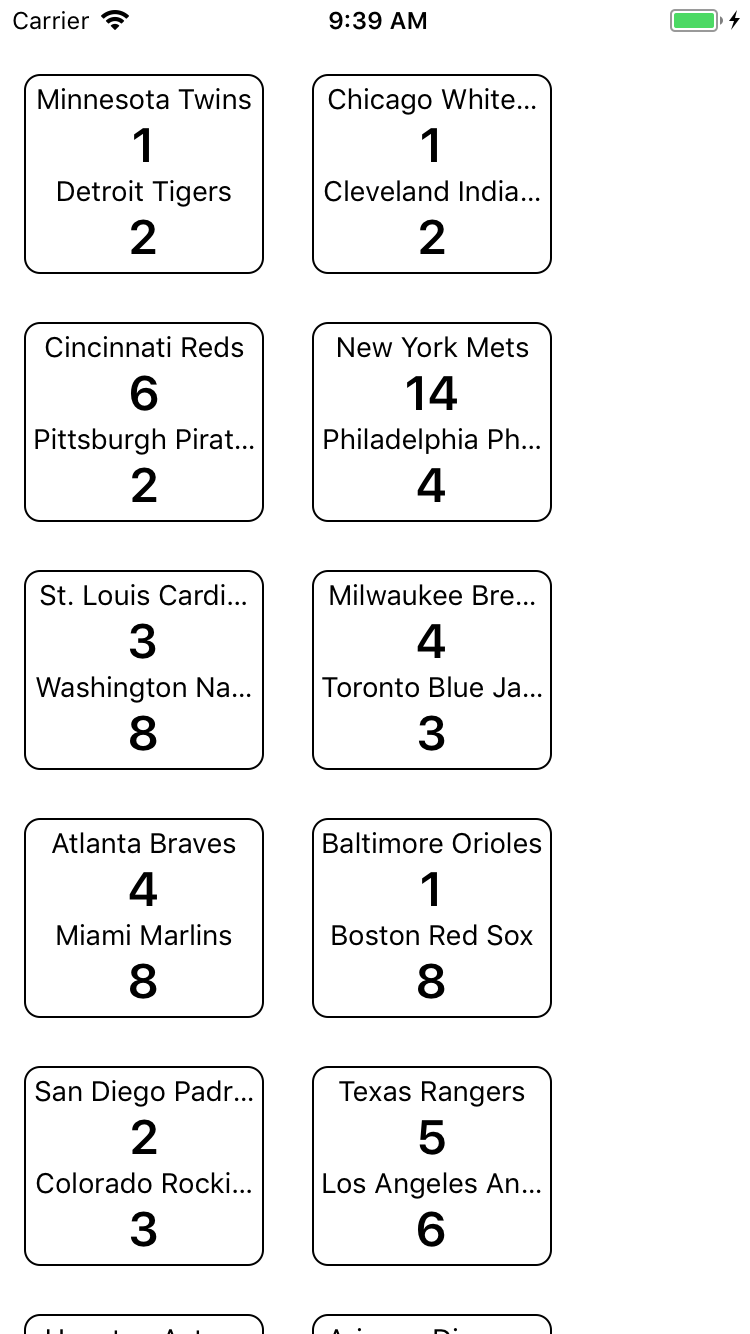 Carrier 9:39 AM
Minnesota Twins
1
Detroit Tigers
2
Chicago White...
1
Cleveland India...
2
Cincinnati Reds
6
Pittsburgh Pirat...
2
New York Mets
14
Philadelphia Ph...
4
St. Louis Cardi...
3
Washington Na...
8
Milwaukee Bre...
4
Toronto Blue Ja...
3
Atlanta Braves
4
Miami Marlins
8
Baltimore Orioles
1
Boston Red Sox
8
San Diego Padr...
2
Colorado Rocki...
3
Texas Rangers
5
Los Angeles An...
6